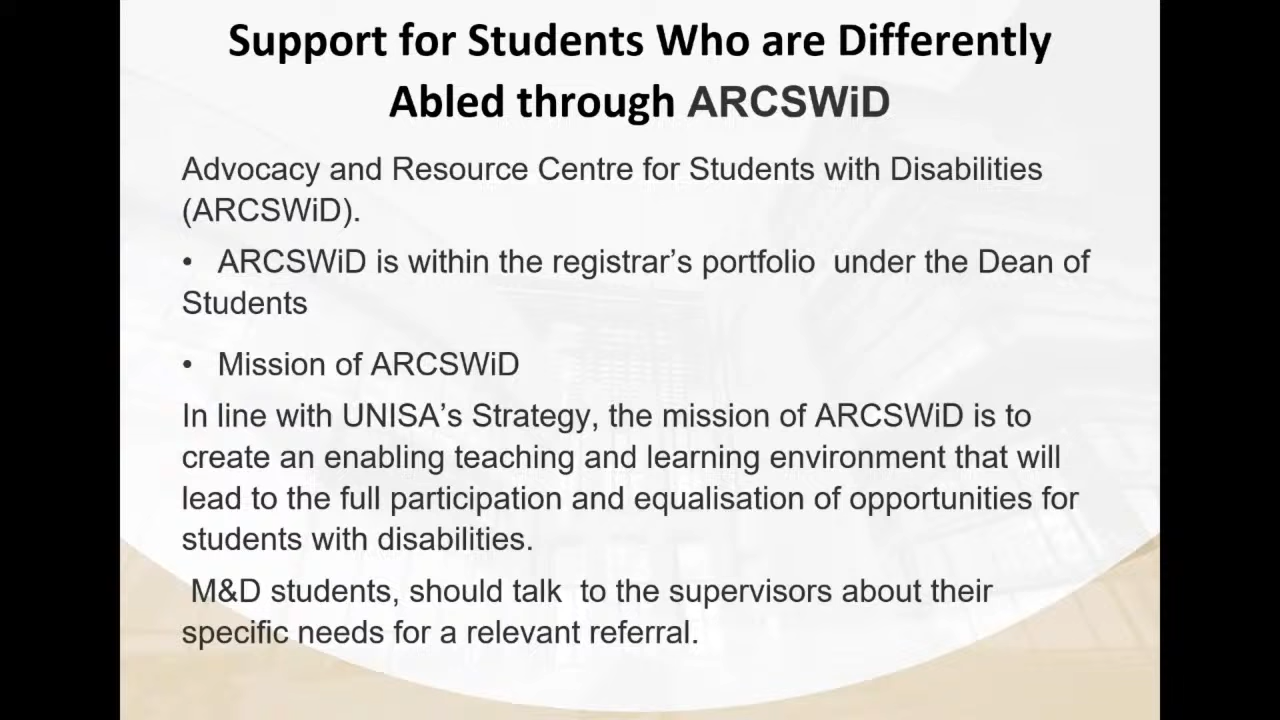 Support for Students Who are Differently
Abled through ARCSWiD
Advocacy and Resource Centre for Students with Disabilities
(ARCSWiD).
• ARCSWiD is within the registrar’s portfolio  under the Dean of
Students
• Mission of ARCSWiD
In line with UNISA’s Strategy, the mission of ARCSWiD is to
create an enabling teaching and learning environment that will
lead to the full participation and equalisation of opportunities for
students with disabilities.
M&D students, should talk  to the supervisors about their
specific needs for a relevant referral.